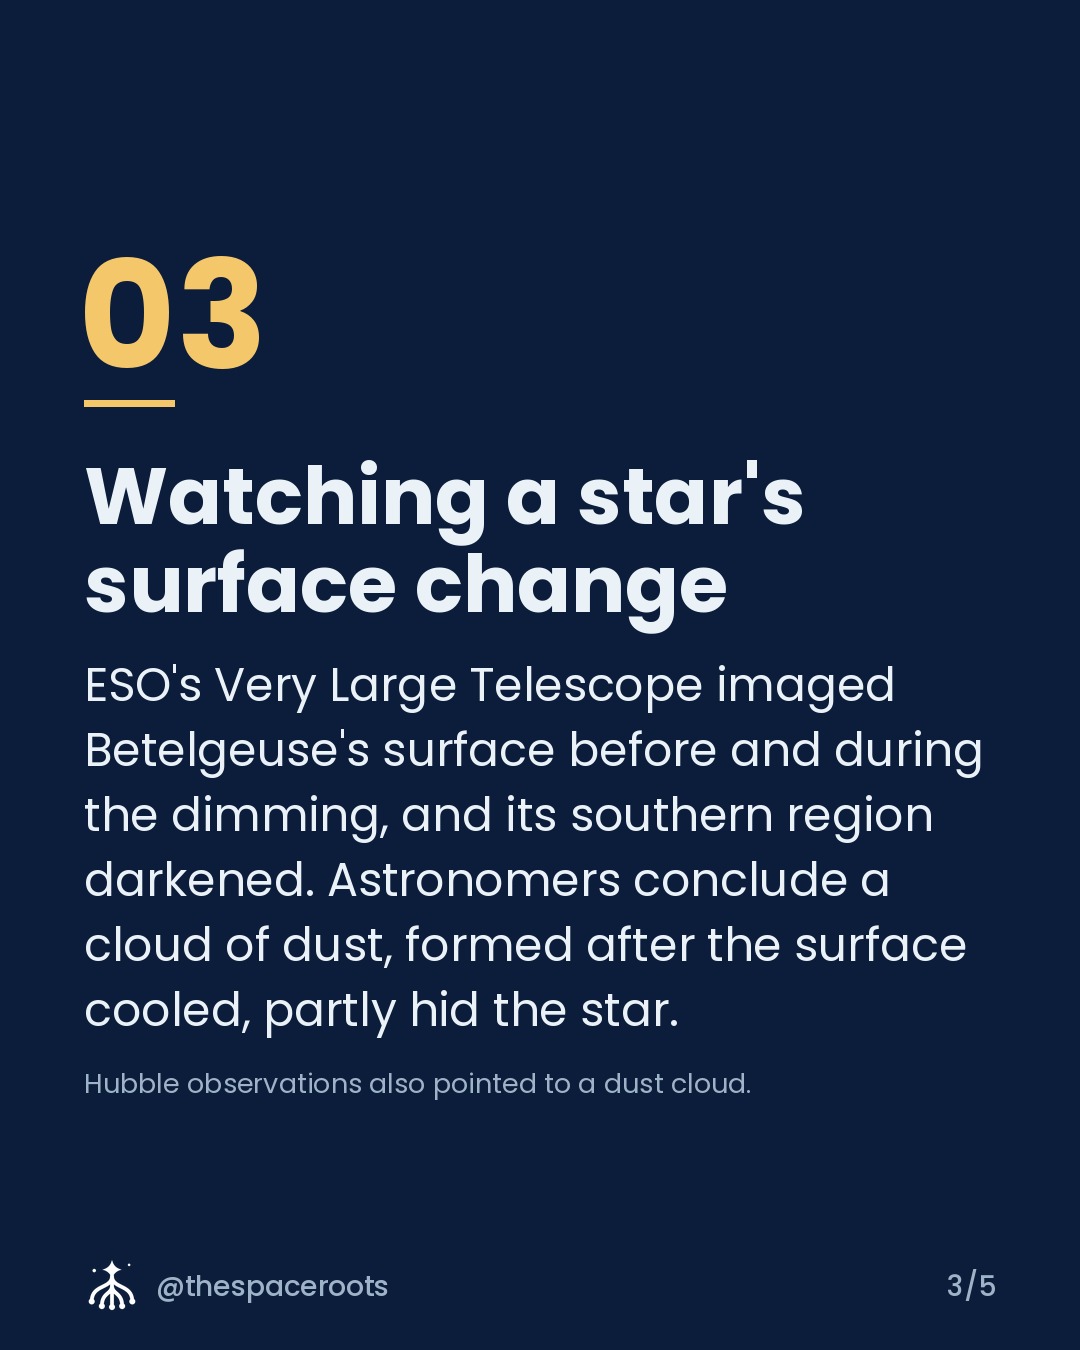 03
Watching a star's
surface change
ESO's Very Large Telescope imaged
Betelgeuse's surface before and during
the dimming, and its southern region
darkened. Astronomers conclude a
cloud of dust, formed after the surface
cooled, partly hid the star.
Hubble observations also pointed to a dust cloud.
@thespaceroots
3/5